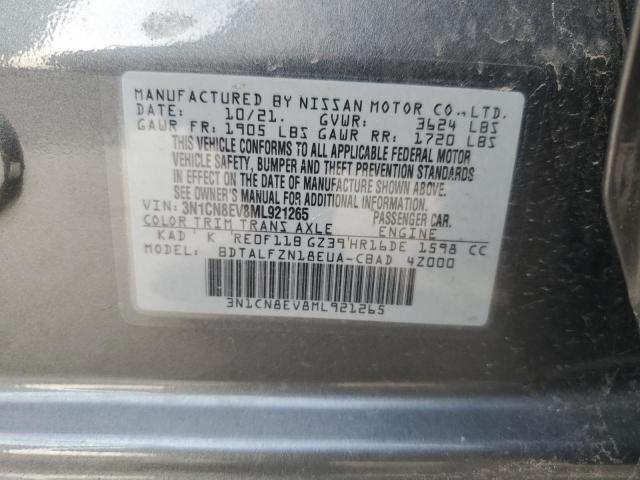 MANUFACTURED BY NISSAN MOTOR CO., LTD.
DATE: 10/21. GVWR: 3624 LBS
GAWR FR: 1905 LBS GAWR RR: 1720 LBS
THIS VEHICLE CONFORMS TO ALL APPLICABLE FEDERAL MOTOR
VEHICLE SAFETY, BUMPER AND THEFT PREVENTION STANDARDS
IN EFFECT ON THE DATE OF MANUFACTURE SHOWN ABOVE.
SEE OWNER'S MANUAL FOR ADDITIONAL INFORMATION.
VIN: 3N1CN8EV8ML921265 PASSENGER CAR.
COLOR TRIM TRANS AXLE ENGINE
KAD K RE0F11B GZ39 HR16DE 1598 CC
BDTALFZN18EUA-CBAD 4Z000
3N1CN8EV8ML921265